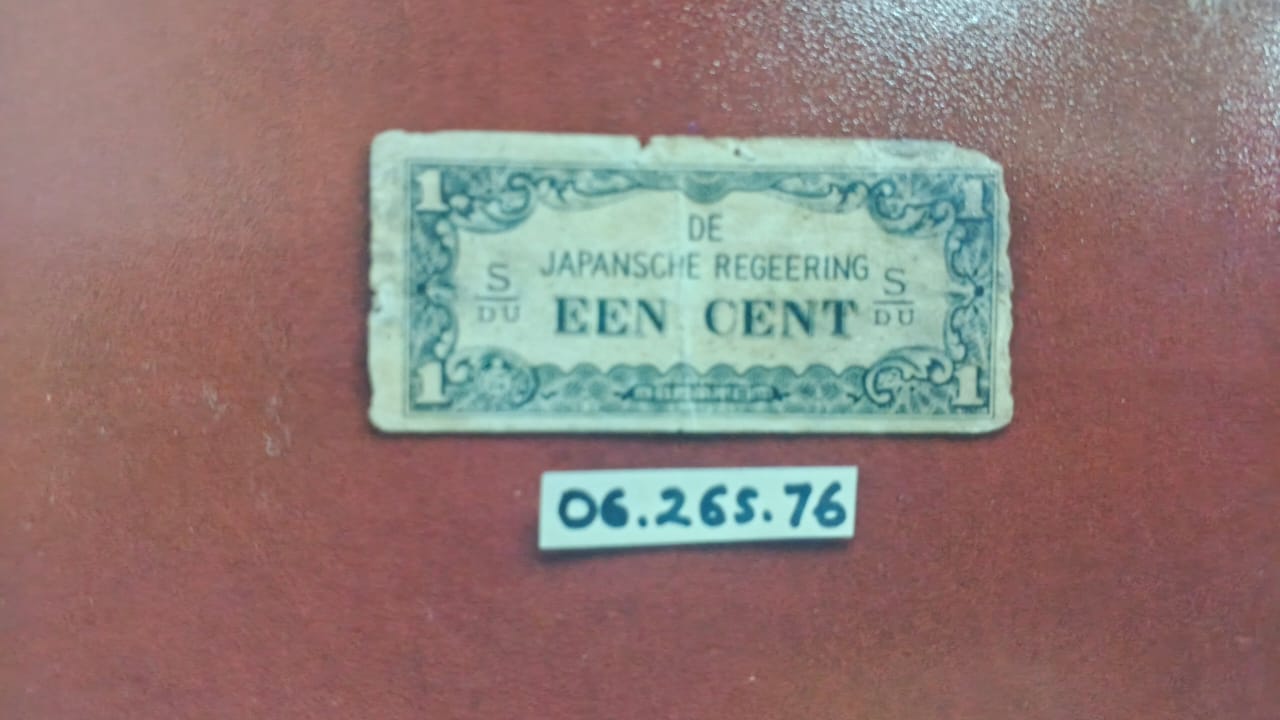 1 1
DE
JAPANSCHE REGEERING
S S
DU DU
EEN CENT
1 1
06.265.76